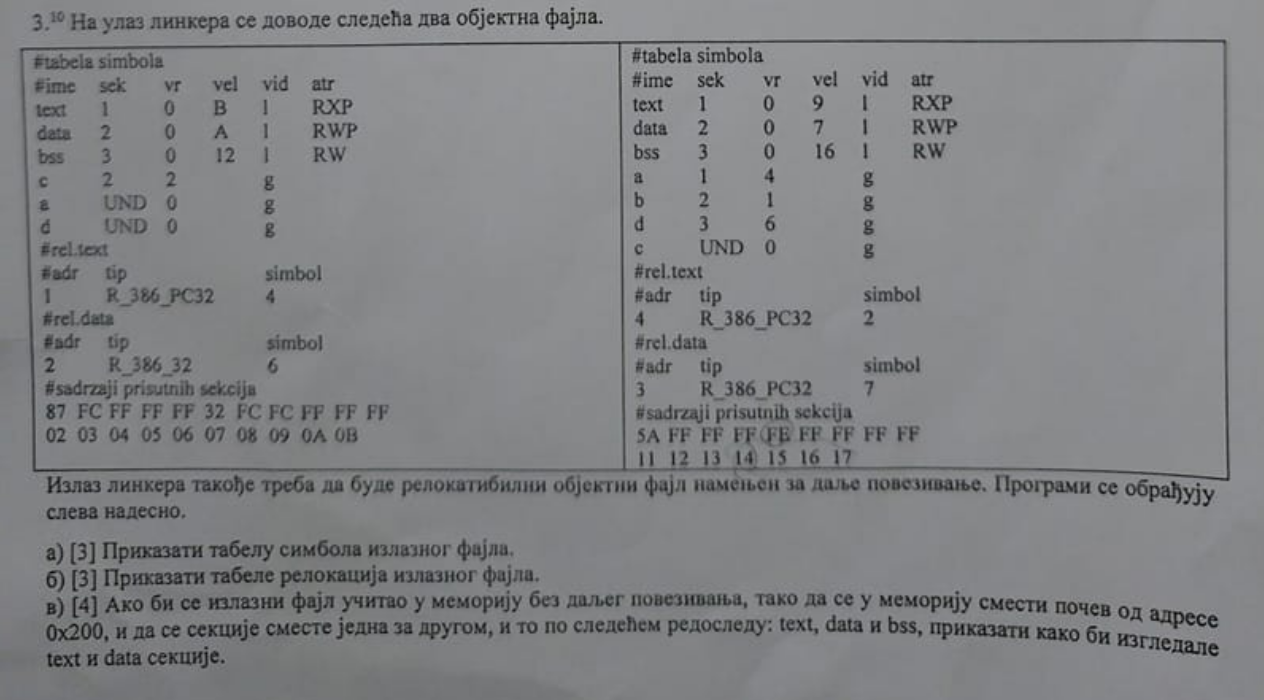 3.¹⁰ На улаз линкера се доводе следећа два објектна фајла.
#tabela simbola
#ime sek vr vel vid atr
text 1 0 B l RXP
data 2 0 A l RWP
bss 3 0 12 l RW
c 2 2 g
a UND 0 g
d UND 0 g
#rel.text
#adr tip simbol
1 R_386_PC32 4
#rel.data
#adr tip simbol
2 R_386_32 6
#sadrzaji prisutnih sekcija
87 FC FF FF FF 32 FC FC FF FF FF
02 03 04 05 06 07 08 09 0A 0B
#tabela simbola
#ime sek vr vel vid atr
text 1 0 9 l RXP
data 2 0 7 l RWP
bss 3 0 16 l RW
a 1 4 g
b 2 1 g
d 3 6 g
c UND 0 g
#rel.text
#adr tip simbol
4 R_386_PC32 2
#rel.data
#adr tip simbol
3 R_386_PC32 7
#sadrzaji prisutnih sekcija
5A FF FF FF FE FF FF FF FF
11 12 13 14 15 16 17
Излаз линкера такође треба да буде релокатибилни објектни фајл намењен за даље повезивање. Програми се обрађују
слева надесно.
а) [3] Приказати табелу симбола излазног фајла.
б) [3] Приказати табеле релокација излазног фајла.
в) [4] Ако би се излазни фајл учитао у меморију без даљег повезивања, тако да се у меморију смести почев од адресе
0x200, и да се секције сместе једна за другом, и то по следећем редоследу: text, data и bss, приказати како би изгледале
text и data секције.